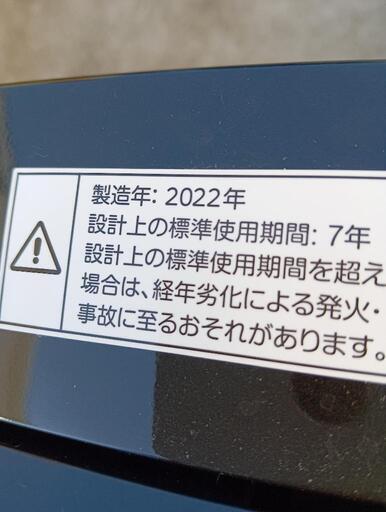 製造年: 2022年
設計上の標準使用期間: 7年
設計上の標準使用期間を超え
場合は、経年劣化による発火・
事故に至るおそれがあります。